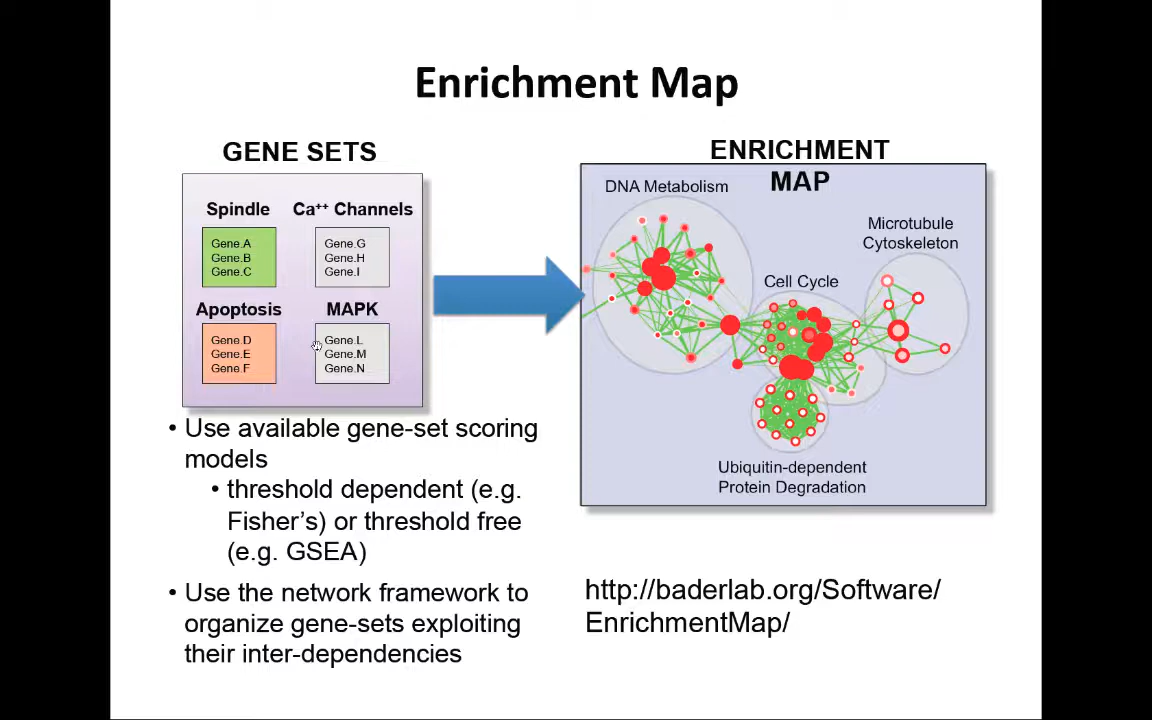 Enrichment Map
GENE SETS
Spindle
Gene.A
Gene.B
Gene.C
Ca⁺⁺ Channels
Gene.G
Gene.H
Gene.I
Apoptosis
Gene.D
Gene.E
Gene.F
MAPK
Gene.L
Gene.M
Gene.N
• Use available gene-set scoring
models
• threshold dependent (e.g.
Fisher’s) or threshold free
(e.g. GSEA)
• Use the network framework to
organize gene-sets exploiting
their inter-dependencies
ENRICHMENT
MAP
DNA Metabolism
Microtubule
Cytoskeleton
Cell Cycle
Ubiquitin-dependent
Protein Degradation
http://baderlab.org/Software/
EnrichmentMap/